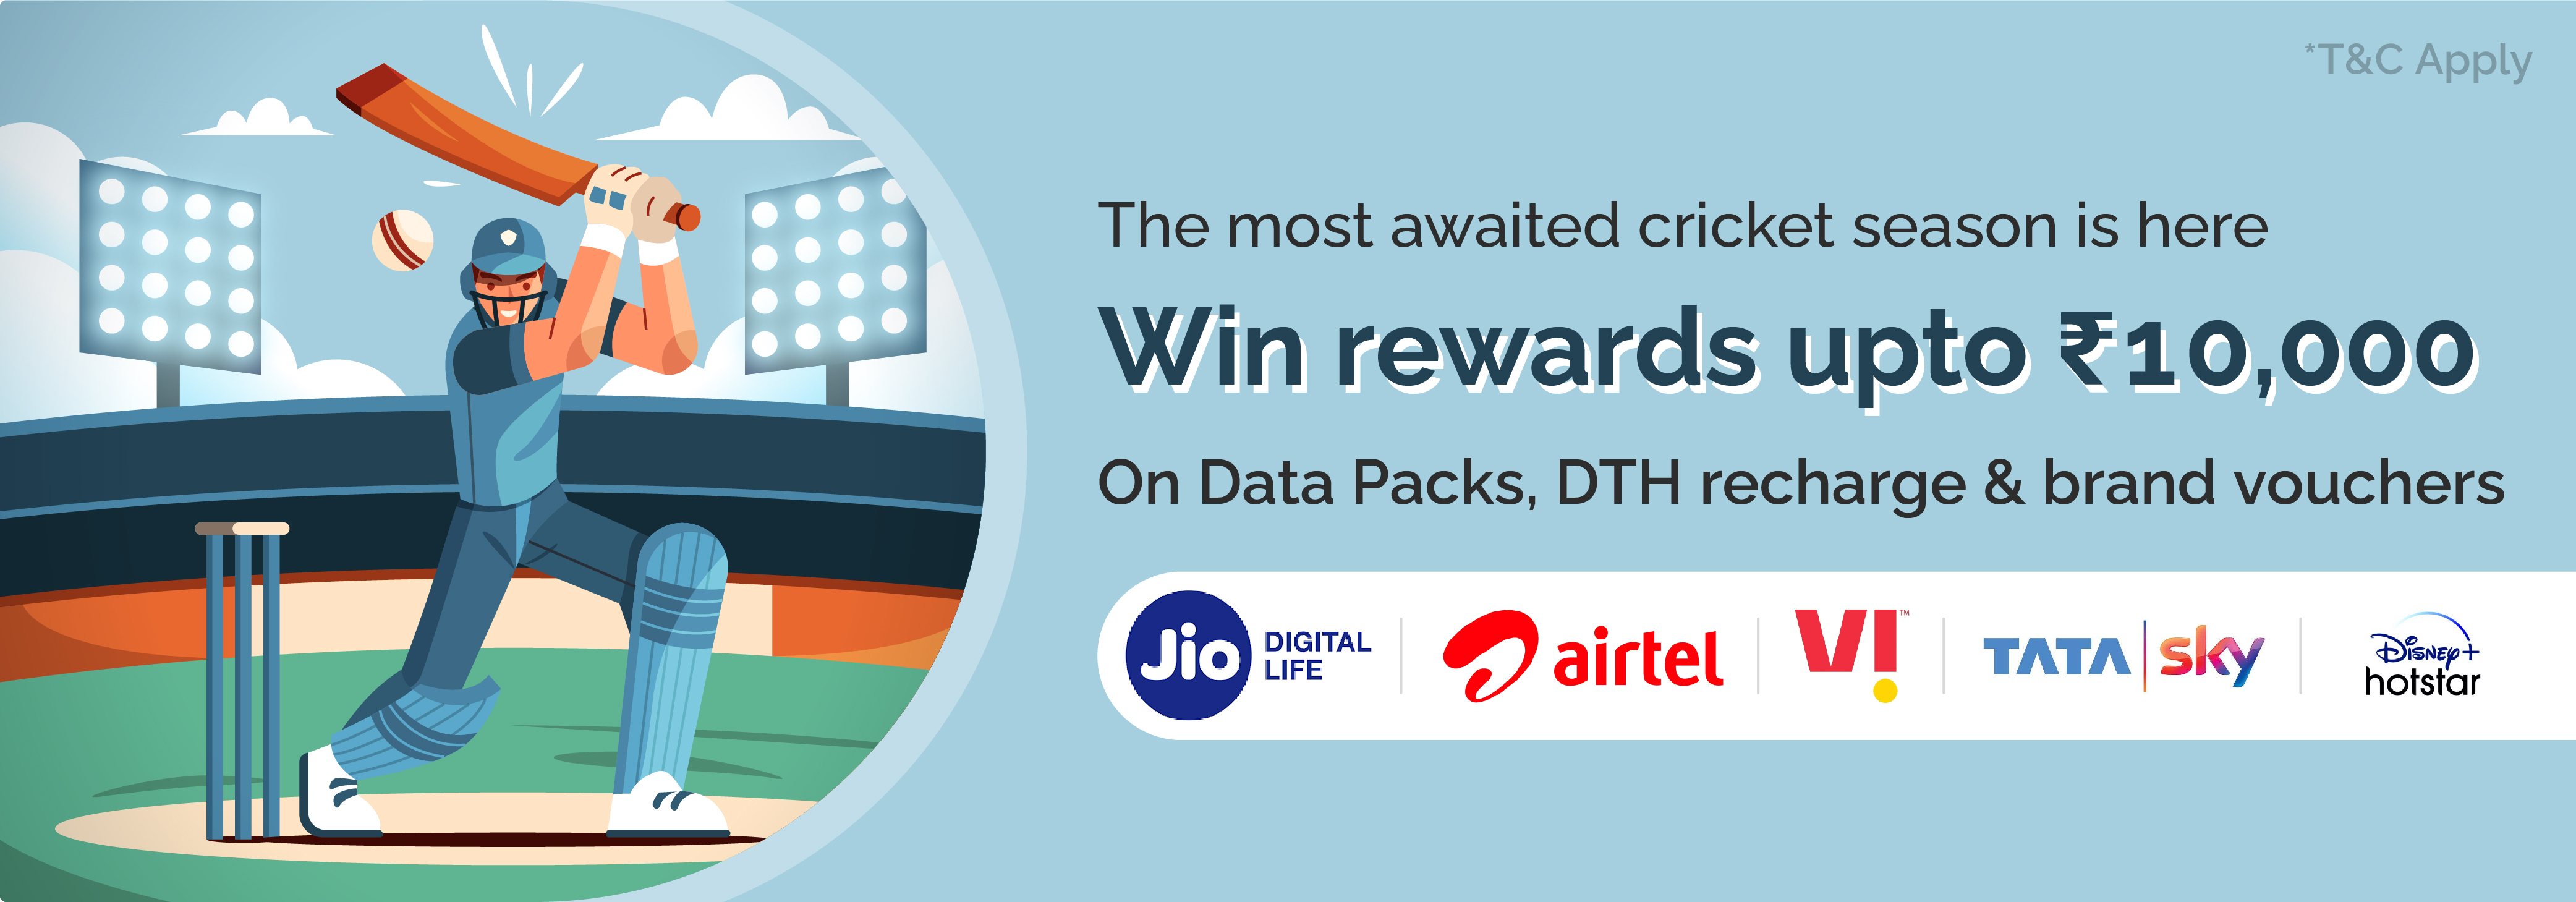 *T&C Apply
The most awaited cricket season is here
Win rewards upto ₹10,000
On Data Packs, DTH recharge & brand vouchers
Jio DIGITAL LIFE
airtel
VI™
TATA sky
Disney+ hotstar